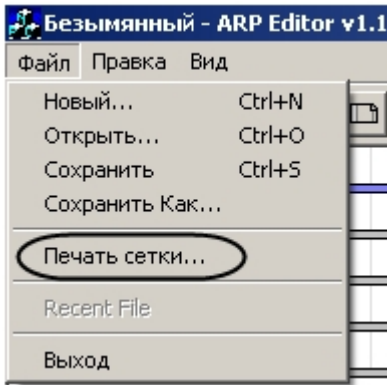 Безымянный - ARP Editor v1.1
Файл Правка Вид
Новый... Ctrl+N
Открыть... Ctrl+O
Сохранить Ctrl+S
Сохранить Как...
Печать сетки...
Recent File
Выход